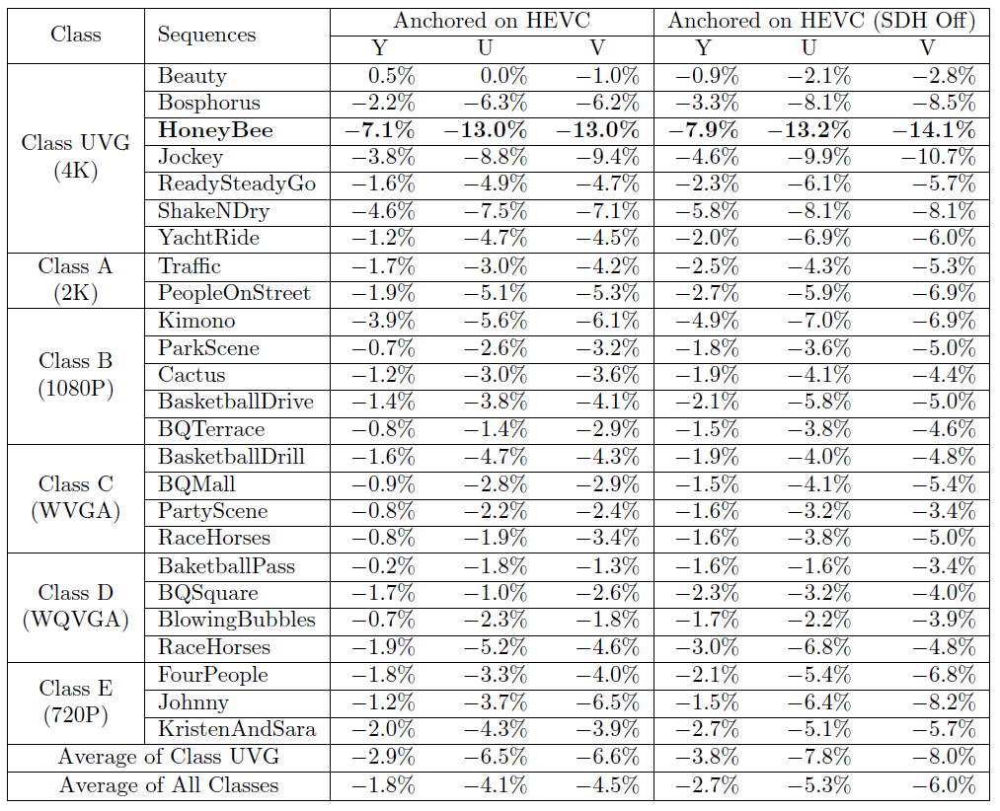 Class Sequences Anchored on HEVC Anchored on HEVC (SDH Off)
Y U V Y U V
Class UVG (4K)
Beauty 0.5% 0.0% −1.0% −0.9% −2.1% −2.8%
Bosphorus −2.2% −6.3% −6.2% −3.3% −8.1% −8.5%
HoneyBee −7.1% −13.0% −13.0% −7.9% −13.2% −14.1%
Jockey −3.8% −8.8% −9.4% −4.6% −9.9% −10.7%
ReadySteadyGo −1.6% −4.9% −4.7% −2.3% −6.1% −5.7%
ShakeNDry −4.6% −7.5% −7.1% −5.8% −8.1% −8.1%
YachtRide −1.2% −4.7% −4.5% −2.0% −6.9% −6.0%
Class A (2K)
Traffic −1.7% −3.0% −4.2% −2.5% −4.3% −5.3%
PeopleOnStreet −1.9% −5.1% −5.3% −2.7% −5.9% −6.9%
Class B (1080P)
Kimono −3.9% −5.6% −6.1% −4.9% −7.0% −6.9%
ParkScene −0.7% −2.6% −3.2% −1.8% −3.6% −5.0%
Cactus −1.2% −3.0% −3.6% −1.9% −4.1% −4.4%
BasketballDrive −1.4% −3.8% −4.1% −2.1% −5.8% −5.0%
BQTerrace −0.8% −1.4% −2.9% −1.5% −3.8% −4.6%
Class C (WVGA)
BasketballDrill −1.6% −4.7% −4.3% −1.9% −4.0% −4.8%
BQMall −0.9% −2.8% −2.9% −1.5% −4.1% −5.4%
PartyScene −0.8% −2.2% −2.4% −1.6% −3.2% −3.4%
RaceHorses −0.8% −1.9% −3.4% −1.6% −3.8% −5.0%
Class D (WQVGA)
BaketballPass −0.2% −1.8% −1.3% −1.6% −1.6% −3.4%
BQSquare −1.7% −1.0% −2.6% −2.3% −3.2% −4.0%
BlowingBubbles −0.7% −2.3% −1.8% −1.7% −2.2% −3.9%
RaceHorses −1.9% −5.2% −4.6% −3.0% −6.8% −4.8%
Class E (720P)
FourPeople −1.8% −3.3% −4.0% −2.1% −5.4% −6.8%
Johnny −1.2% −3.7% −6.5% −1.5% −6.4% −8.2%
KristenAndSara −2.0% −4.3% −3.9% −2.7% −5.1% −5.7%
Average of Class UVG −2.9% −6.5% −6.6% −3.8% −7.8% −8.0%
Average of All Classes −1.8% −4.1% −4.5% −2.7% −5.3% −6.0%